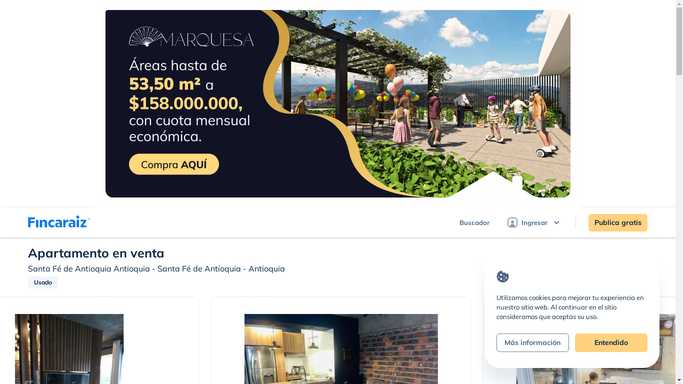 MARQUESA
Áreas hasta de
53,50 m² a
$158.000.000,
con cuota mensual
económica.
Compra AQUÍ
Fincaraiz
Buscador
Ingresar
Publica gratis
Apartamento en venta
Santa Fé de Antioquia Antioquia - Santa Fé de Antioquia - Antioquia
Usado
Utilizamos cookies para mejorar tu experiencia en
nuestro sitio web. Al continuar en el sitio
consideramos que aceptas su uso.
Más información
Entendido